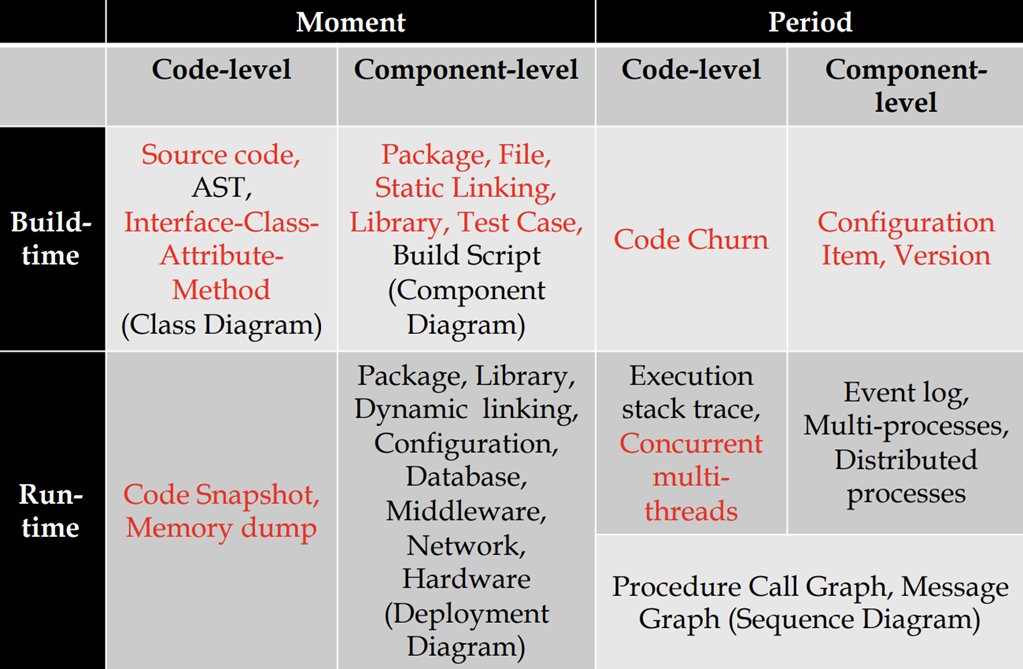 Moment
Period
Code-level
Component-level
Code-level
Component-
level
Build-
time
Source code,
AST,
Interface-Class-
Attribute-
Method
(Class Diagram)
Package, File,
Static Linking,
Library, Test Case,
Build Script
(Component
Diagram)
Code Churn
Configuration
Item, Version
Run-
time
Code Snapshot,
Memory dump
Package, Library,
Dynamic linking,
Configuration,
Database,
Middleware,
Network,
Hardware
(Deployment
Diagram)
Execution
stack trace,
Concurrent
multi-
threads
Event log,
Multi-processes,
Distributed
processes
Procedure Call Graph, Message
Graph (Sequence Diagram)